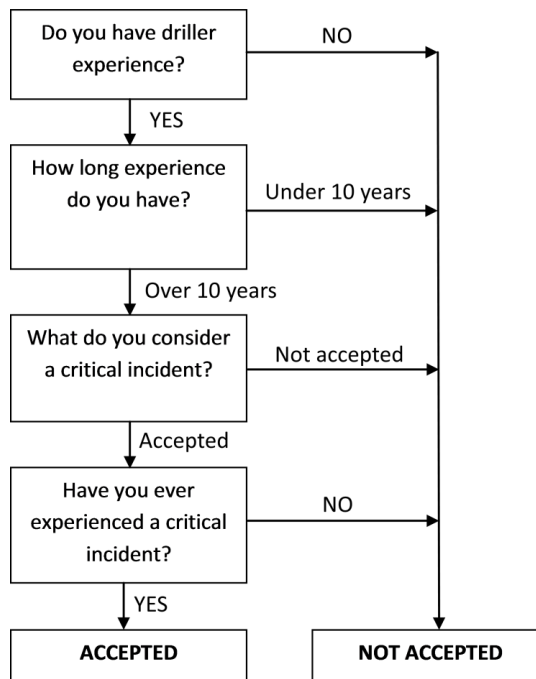 Do you have driller
experience?
NO
YES
How long experience
do you have?
Under 10 years
Over 10 years
What do you consider
a critical incident?
Not accepted
Accepted
Have you ever
experienced a critical
incident?
NO
YES
ACCEPTED
NOT ACCEPTED